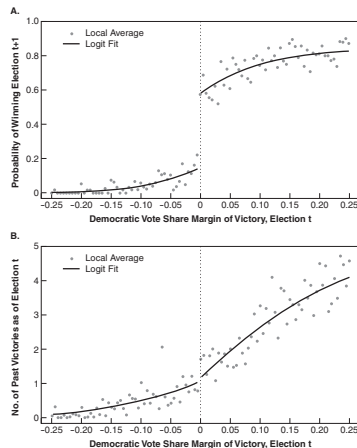 A.
Local Average
Logit Fit
Probability of Winning Election t+1
1.0
0.8
0.6
0.4
0.2
0
−0.25 −0.20 −0.15 −0.10 −0.05 0 0.05 0.10 0.15 0.20 0.25
Democratic Vote Share Margin of Victory, Election t
B.
Local Average
Logit Fit
No. of Past Victories as of Election t
5
4
3
2
1
0
−0.25 −0.20 −0.15 −0.10 −0.05 0 0.05 0.10 0.15 0.20 0.25
Democratic Vote Share Margin of Victory, Election t